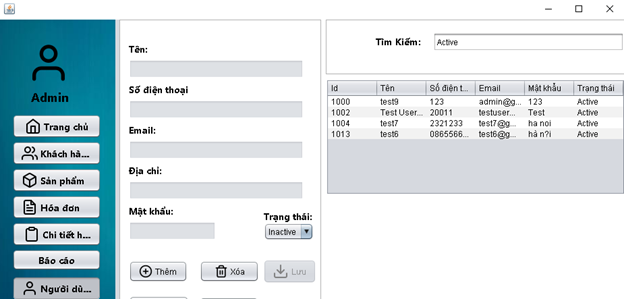 Admin
Trang chủ
Khách hà...
Sản phẩm
Hóa đơn
Chi tiết h...
Báo cáo
Người dù...
Tên:
Số điện thoại
Email:
Địa chỉ:
Mật khẩu:
Trạng thái:
Inactive
Thêm Xóa Lưu
Tìm Kiếm: Active
Id Tên Số điện t... Email Mật khẩu Trạng thái
1000 test9 123 admin@g... 123 Active
1002 Test User... 20011 testuser... Test Active
1004 test7 2321233 test7@g... ha noi Active
1013 test6 0865566... test6@g... hà n?i Active